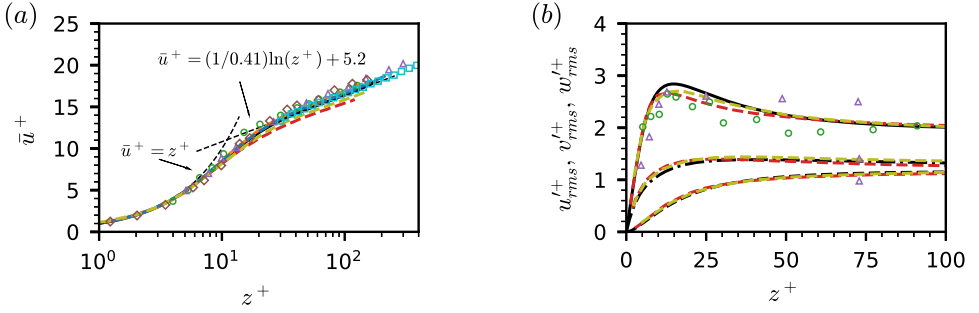 (a)
25
20
15
10
5
0
ū⁺
ū⁺ = (1/0.41)ln(z⁺) + 5.2
ū⁺ = z⁺
10⁰ 10¹ 10²
z⁺
(b)
4
3
2
1
0
u′⁺rms, v′⁺rms, w′⁺rms
0 25 50 75 100
z⁺